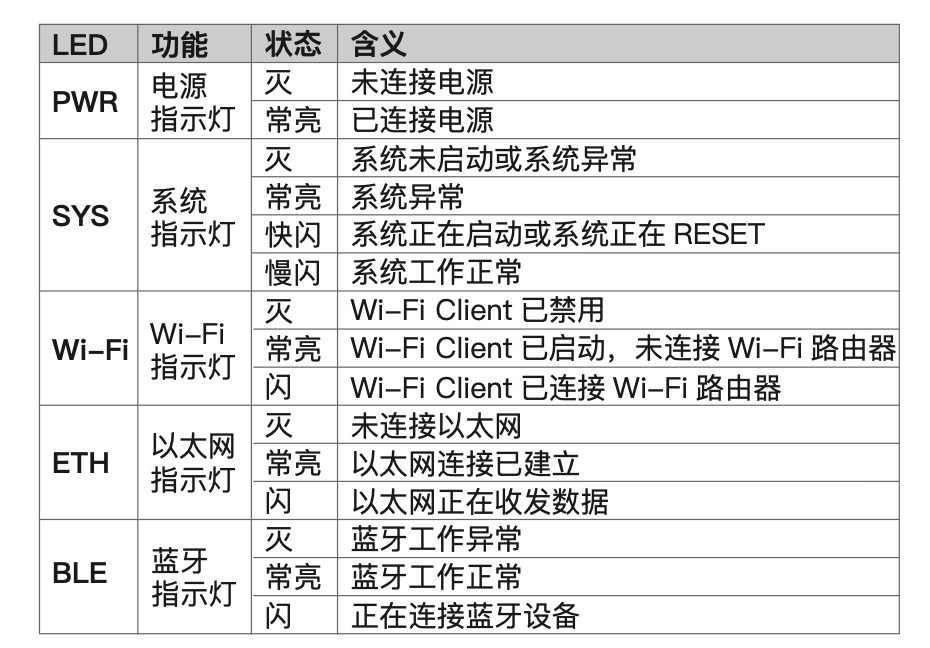 LED 功能 状态 含义
PWR 电源指示灯 灭 未连接电源
常亮 已连接电源
SYS 系统指示灯 灭 系统未启动或系统异常
常亮 系统异常
快闪 系统正在启动或系统正在 RESET
慢闪 系统工作正常
Wi-Fi Wi-Fi指示灯 灭 Wi-Fi Client 已禁用
常亮 Wi-Fi Client 已启动，未连接 Wi-Fi 路由器
闪 Wi-Fi Client 已连接 Wi-Fi 路由器
ETH 以太网指示灯 灭 未连接以太网
常亮 以太网连接已建立
闪 以太网正在收发数据
BLE 蓝牙指示灯 灭 蓝牙工作异常
常亮 蓝牙工作正常
闪 正在连接蓝牙设备